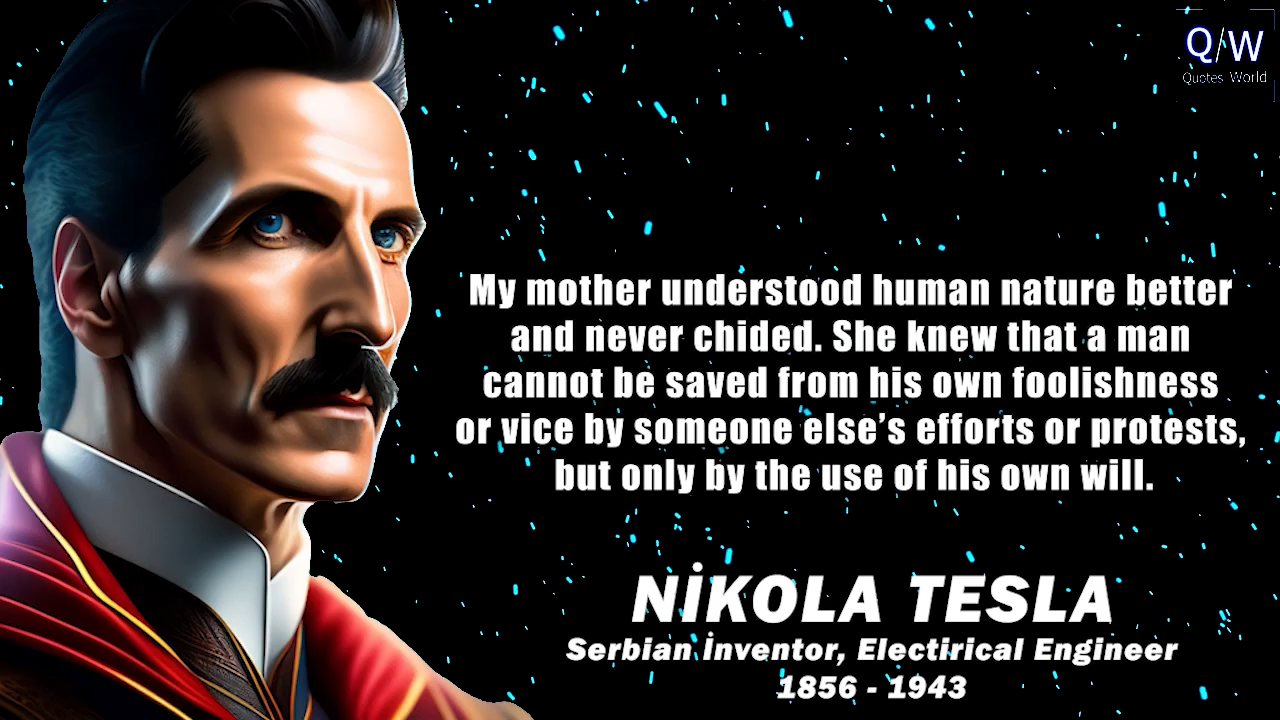 Q/W
Quotes World
My mother understood human nature better
and never chided. She knew that a man
cannot be saved from his own foolishness
or vice by someone else’s efforts or protests,
but only by the use of his own will.
NİKOLA TESLA
Serbian İnventor, Electirical Engineer
1856 - 1943